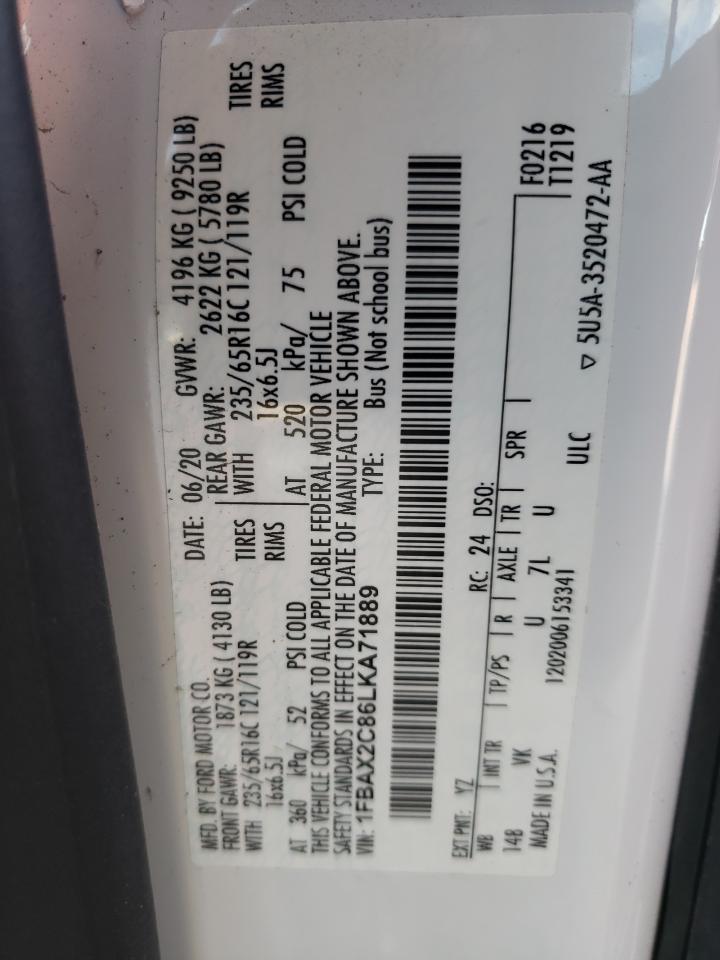 MFD. BY FORD MOTOR CO.
DATE: 06/20 GVWR: 4196 KG ( 9250 LB)
FRONT GAWR: 1873 KG ( 4130 LB) REAR GAWR: 2622 KG ( 5780 LB)
WITH 235/65R16C 121/119R TIRES WITH 235/65R16C 121/119R TIRES
16x6.5J RIMS 16x6.5J RIMS
AT 360 kPa/ 52 PSI COLD AT 520 kPa/ 75 PSI COLD
THIS VEHICLE CONFORMS TO ALL APPLICABLE FEDERAL MOTOR VEHICLE
SAFETY STANDARDS IN EFFECT ON THE DATE OF MANUFACTURE SHOWN ABOVE.
VIN: 1FBAX2C86LKA71889 TYPE: Bus (Not school bus)
EXT PNT: YZ RC: 24 DSO: F0216
WB INT TR TP/PS R AXLE TR SPR T1219
148 VK U 7L U
MADE IN U.S.A. 1202006153341 ULC ▽ 5U5A-3520472-AA